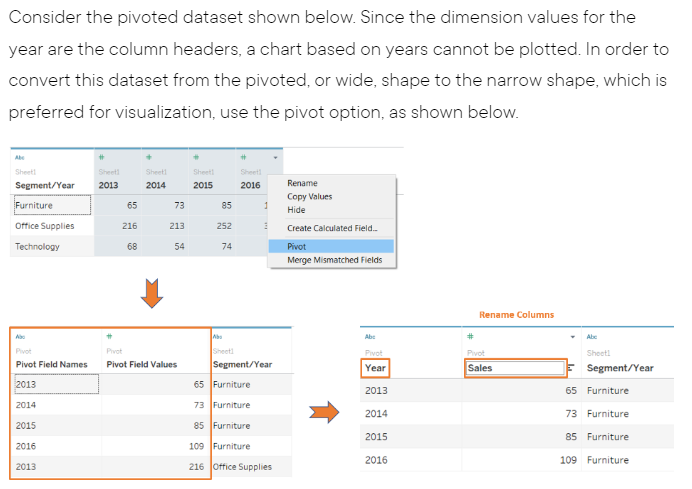 Consider the pivoted dataset shown below. Since the dimension values for the
year are the column headers, a chart based on years cannot be plotted. In order to
convert this dataset from the pivoted, or wide, shape to the narrow shape, which is
preferred for visualization, use the pivot option, as shown below.
Abc # # # #
Sheet1 Sheet1 Sheet1 Sheet1 Sheet1
Segment/Year 2013 2014 2015 2016
Furniture 65 73 85
Office Supplies 216 213 252
Technology 68 54 74
Rename
Copy Values
Hide
Create Calculated Field...
Pivot
Merge Mismatched Fields
Abc # Abc
Pivot Pivot Sheet1
Pivot Field Names Pivot Field Values Segment/Year
2013 65 Furniture
2014 73 Furniture
2015 85 Furniture
2016 109 Furniture
2013 216 Office Supplies
Rename Columns
Abc # Abc
Pivot Pivot Sheet1
Year Sales Segment/Year
2013 65 Furniture
2014 73 Furniture
2015 85 Furniture
2016 109 Furniture